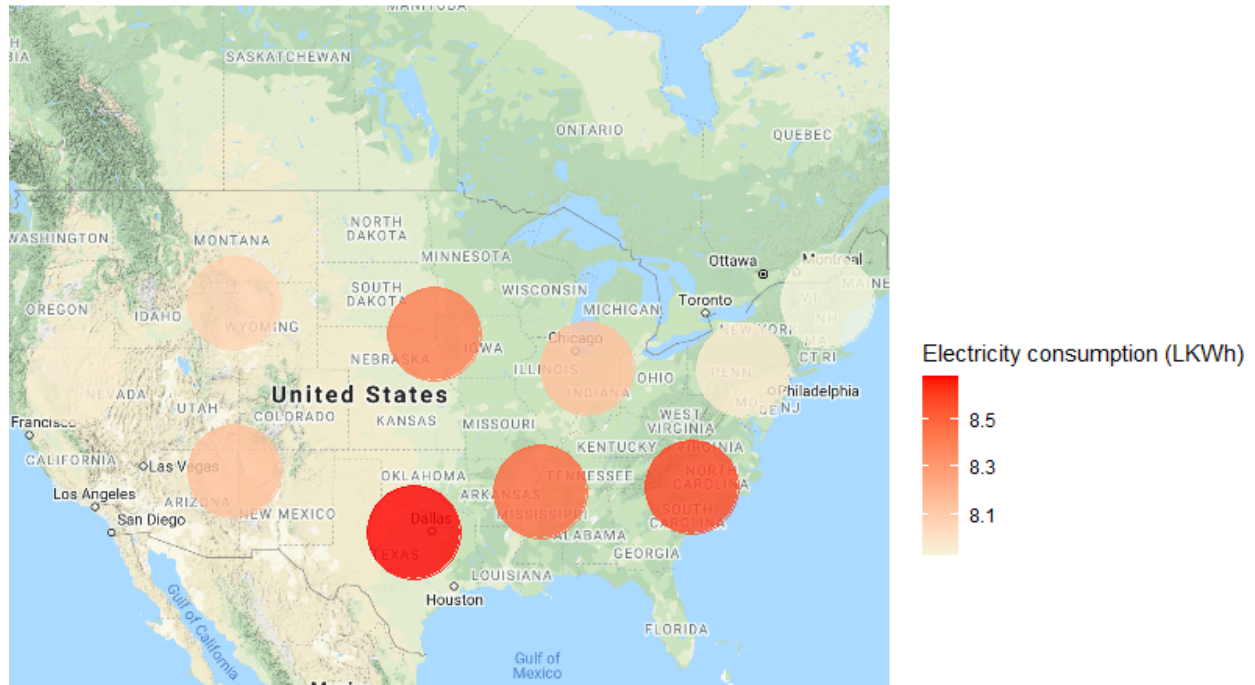 MANITOBA
SASKATCHEWAN
ONTARIO
QUEBEC
WASHINGTON
MONTANA
NORTH
DAKOTA
MINNESOTA
Ottawa
Montreal
MAINE
OREGON
IDAHO
SOUTH
DAKOTA
WISCONSIN
MICHIGAN
Toronto
VT
NH
WYOMING
Chicago
NEW YORK
MA
CT RI
NEBRASKA
IOWA
ILLINOIS
INDIANA
OHIO
PENN
NEVADA
UTAH
United States
COLORADO
KANSAS
MISSOURI
WEST
VIRGINIA
MD
DE NJ
Philadelphia
Francisco
CALIFORNIA
Las Vegas
KENTUCKY
VIRGINIA
Los Angeles
ARIZONA
NEW MEXICO
OKLAHOMA
ARKANSAS
TENNESSEE
NORTH
CAROLINA
San Diego
Dallas
MISSISSIPPI
SOUTH
CAROLINA
TEXAS
ALABAMA
GEORGIA
LOUISIANA
Houston
FLORIDA
Gulf of California
Gulf of
Mexico
Electricity consumption (LKWh)
8.5
8.3
8.1